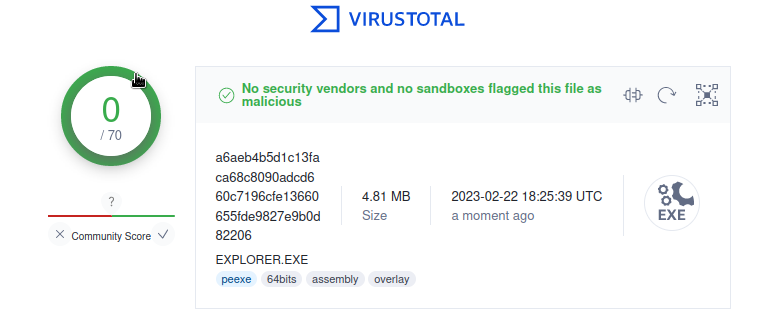 VIRUSTOTAL
0
/ 70
?
Community Score
No security vendors and no sandboxes flagged this file as
malicious
a6aeb4b5d1c13fa
ca68c8090adcd6
60c7196cfe13660
655fde9827e9b0d
82206
EXPLORER.EXE
peexe 64bits assembly overlay
4.81 MB
Size
2023-02-22 18:25:39 UTC
a moment ago
EXE